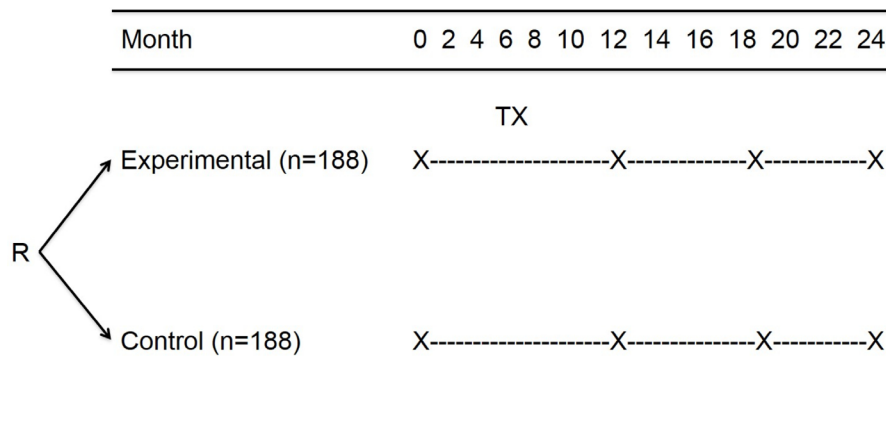 Month 0 2 4 6 8 10 12 14 16 18 20 22 24
TX
Experimental (n=188) X---------------------X--------------X------------X
R
Control (n=188) X---------------------X---------------X-----------X